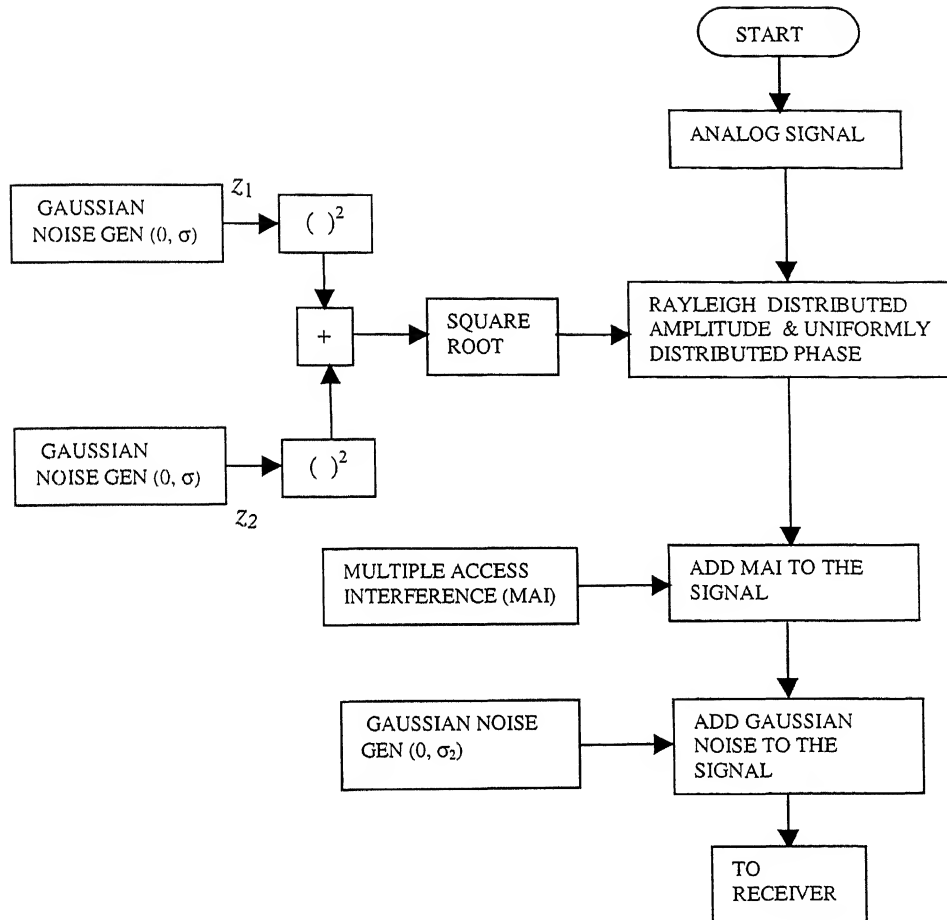 START
ANALOG SIGNAL
z1
GAUSSIAN
NOISE GEN (0, σ)
( )²
RAYLEIGH DISTRIBUTED
AMPLITUDE & UNIFORMLY
DISTRIBUTED PHASE
SQUARE
ROOT
+
GAUSSIAN
NOISE GEN (0, σ)
( )²
z2
MULTIPLE ACCESS
INTERFERENCE (MAI)
ADD MAI TO THE
SIGNAL
GAUSSIAN NOISE
GEN (0, σ₂)
ADD GAUSSIAN
NOISE TO THE
SIGNAL
TO
RECEIVER